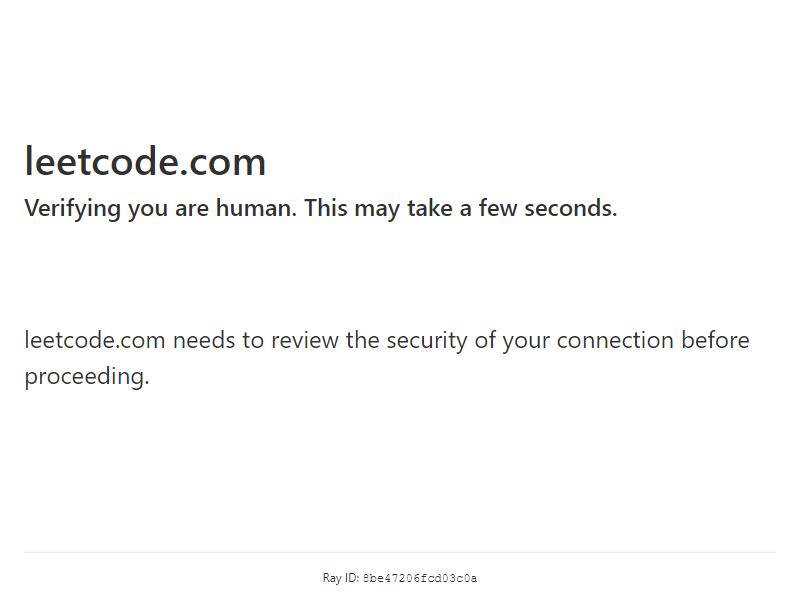 leetcode.com
Verifying you are human. This may take a few seconds.
leetcode.com needs to review the security of your connection before
proceeding.
Ray ID: 8be47206fcd03c0a